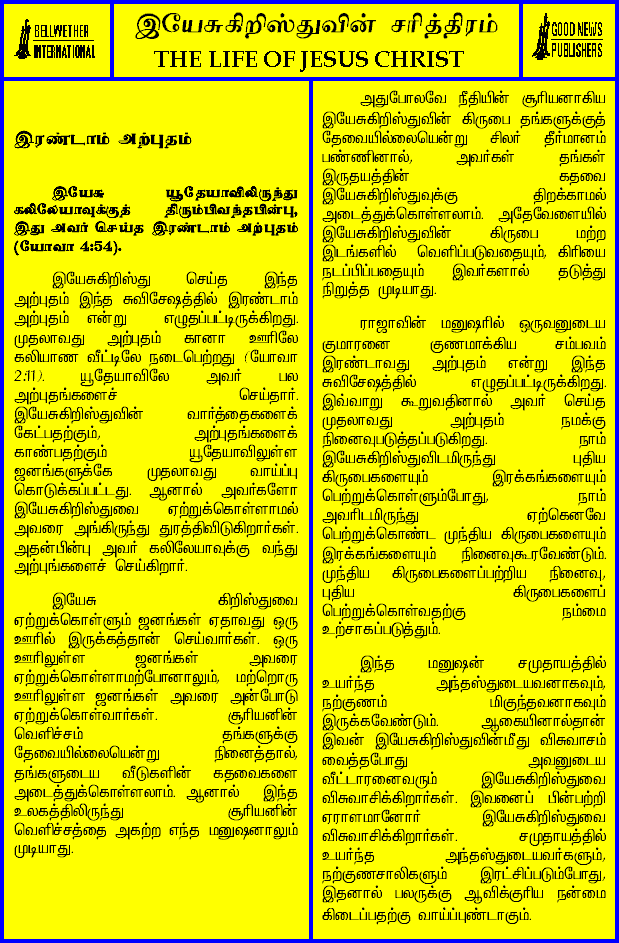 BELLWETHER
INTERNATIONAL
இயேசுகிறிஸ்துவின் சரித்திரம்
THE LIFE OF JESUS CHRIST
GOOD NEWS
PUBLISHERS
இரண்டாம் அற்புதம்
இயேசு யூதேயாவிலிருந்து
கலிலேயாவுக்குத் திரும்பிவந்தபின்பு,
இது அவர் செய்த இரண்டாம் அற்புதம்
(யோவா 4:54).
இயேசுகிறிஸ்து செய்த இந்த
அற்புதம் இந்த சுவிசேஷத்தில் இரண்டாம்
அற்புதம் என்று எழுதப்பட்டிருக்கிறது.
முதலாவது அற்புதம் கானா ஊரிலே
கலியாண வீட்டிலே நடைபெற்றது (யோவா
2:11). யூதேயாவிலே அவர் பல
அற்புதங்களைச் செய்தார்.
இயேசுகிறிஸ்துவின் வார்த்தைகளைக்
கேட்பதற்கும், அற்புதங்களைக்
காண்பதற்கும் யூதேயாவிலுள்ள
ஜனங்களுக்கே முதலாவது வாய்ப்பு
கொடுக்கப்பட்டது. ஆனால் அவர்களோ
இயேசுகிறிஸ்துவை ஏற்றுக்கொள்ளாமல்
அவரை அங்கிருந்து துரத்திவிடுகிறார்கள்.
அதன்பின்பு அவர் கலிலேயாவுக்கு வந்து
அற்புங்களைச் செய்கிறார்.
இயேசு கிறிஸ்துவை
ஏற்றுக்கொள்ளும் ஜனங்கள் ஏதாவது ஒரு
ஊரில் இருக்கத்தான் செய்வார்கள். ஒரு
ஊரிலுள்ள ஜனங்கள் அவரை
ஏற்றுக்கொள்ளாமற்போனாலும், மற்றொரு
ஊரிலுள்ள ஜனங்கள் அவரை அன்போடு
ஏற்றுக்கொள்வார்கள். சூரியனின்
வெளிச்சம் தங்களுக்கு
தேவையில்லையென்று நினைத்தால்,
தங்களுடைய வீடுகளின் கதவைகளை
அடைத்துக்கொள்ளலாம். ஆனால் இந்த
உலகத்திலிருந்து சூரியனின்
வெளிச்சத்தை அகற்ற எந்த மனுஷனாலும்
முடியாது.
அதுபோலவே நீதியின் சூரியனாகிய
இயேசுகிறிஸ்துவின் கிருபை தங்களுக்குத்
தேவையில்லையென்று சிலர் தீர்மானம்
பண்ணினால், அவர்கள் தங்கள்
இருதயத்தின் கதவை
இயேசுகிறிஸ்துவுக்கு திறக்காமல்
அடைத்துக்கொள்ளலாம். அதேவேளையில்
இயேசுகிறிஸ்துவின் கிருபை மற்ற
இடங்களில் வெளிப்படுவதையும், கிரியை
நடப்பிப்பதையும் இவர்களால் தடுத்து
நிறுத்த முடியாது.
ராஜாவின் மனுஷரில் ஒருவனுடைய
குமாரனை குணமாக்கிய சம்பவம்
இரண்டாவது அற்புதம் என்று இந்த
சுவிசேஷத்தில் எழுதப்பட்டிருக்கிறது.
இவ்வாறு கூறுவதினால் அவர் செய்த
முதலாவது அற்புதம் நமக்கு
நினைவுபடுத்தப்படுகிறது. நாம்
இயேசுகிறிஸ்துவிடமிருந்து புதிய
கிருபைகளையும் இரக்கங்களையும்
பெற்றுக்கொள்ளும்போது, நாம்
அவரிடமிருந்து ஏற்கெனவே
பெற்றுக்கொண்ட முந்திய கிருபைகளையும்
இரக்கங்களையும் நினைவுகூரவேண்டும்.
முந்திய கிருபைகளைப்பற்றிய நினைவு,
புதிய கிருபைகளைப்
பெற்றுக்கொள்வதற்கு நம்மை
உற்சாகப்படுத்தும்.
இந்த மனுஷன் சமுதாயத்தில்
உயர்ந்த அந்தஸ்துடையவனாகவும்,
நற்குணம் மிகுந்தவனாகவும்
இருக்கவேண்டும். ஆகையினால்தான்
இவன் இயேசுகிறிஸ்துவின்மீது விசுவாசம்
வைத்தபோது அவனுடைய
வீட்டாரனைவரும் இயேசுகிறிஸ்துவை
விசுவாசிக்கிறார்கள். இவனைப் பின்பற்றி
ஏராளமானோர் இயேசுகிறிஸ்துவை
விசுவாசிக்கிறார்கள். சமுதாயத்தில்
உயர்ந்த அந்தஸ்துடையவர்களும்,
நற்குணசாலிகளும் இரட்சிப்படும்போது,
இதனால் பலருக்கு ஆவிக்குரிய நன்மை
கிடைப்பதற்கு வாய்ப்புண்டாகும்.